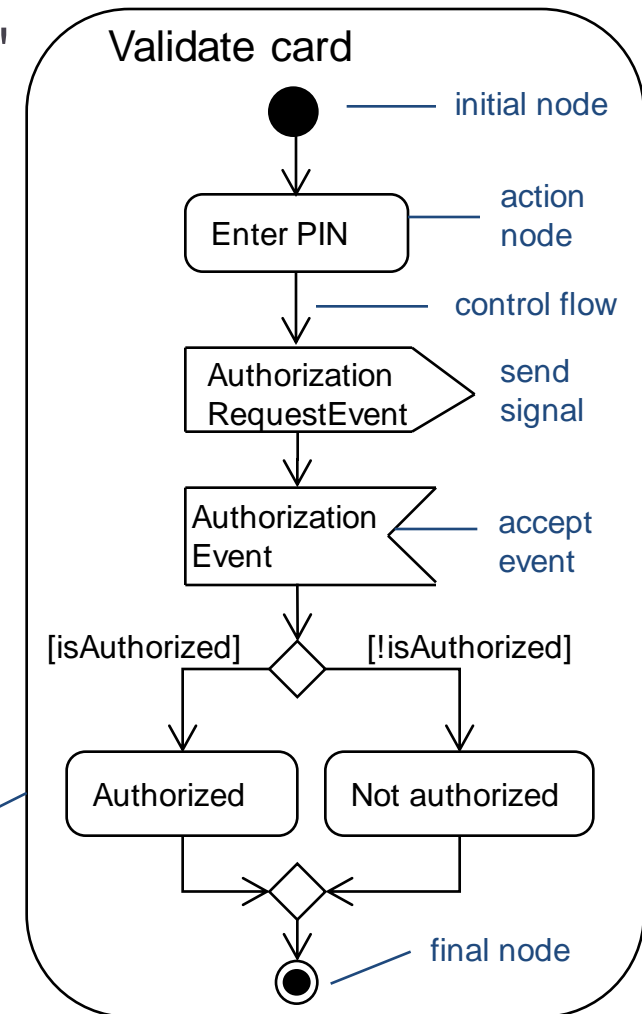 "
Validate card
initial node
Enter PIN
action
node
control flow
Authorization
RequestEvent
send
signal
Authorization
Event
accept
event
[isAuthorized]
[!isAuthorized]
Authorized
Not authorized
final node